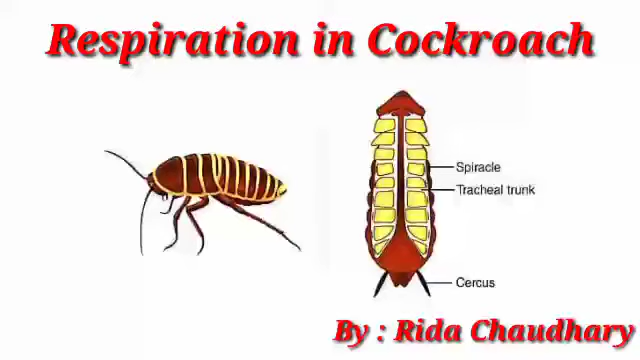 Respiration in Cockroach
Spiracle
Tracheal trunk
Cercus
By : Rida Chaudhary